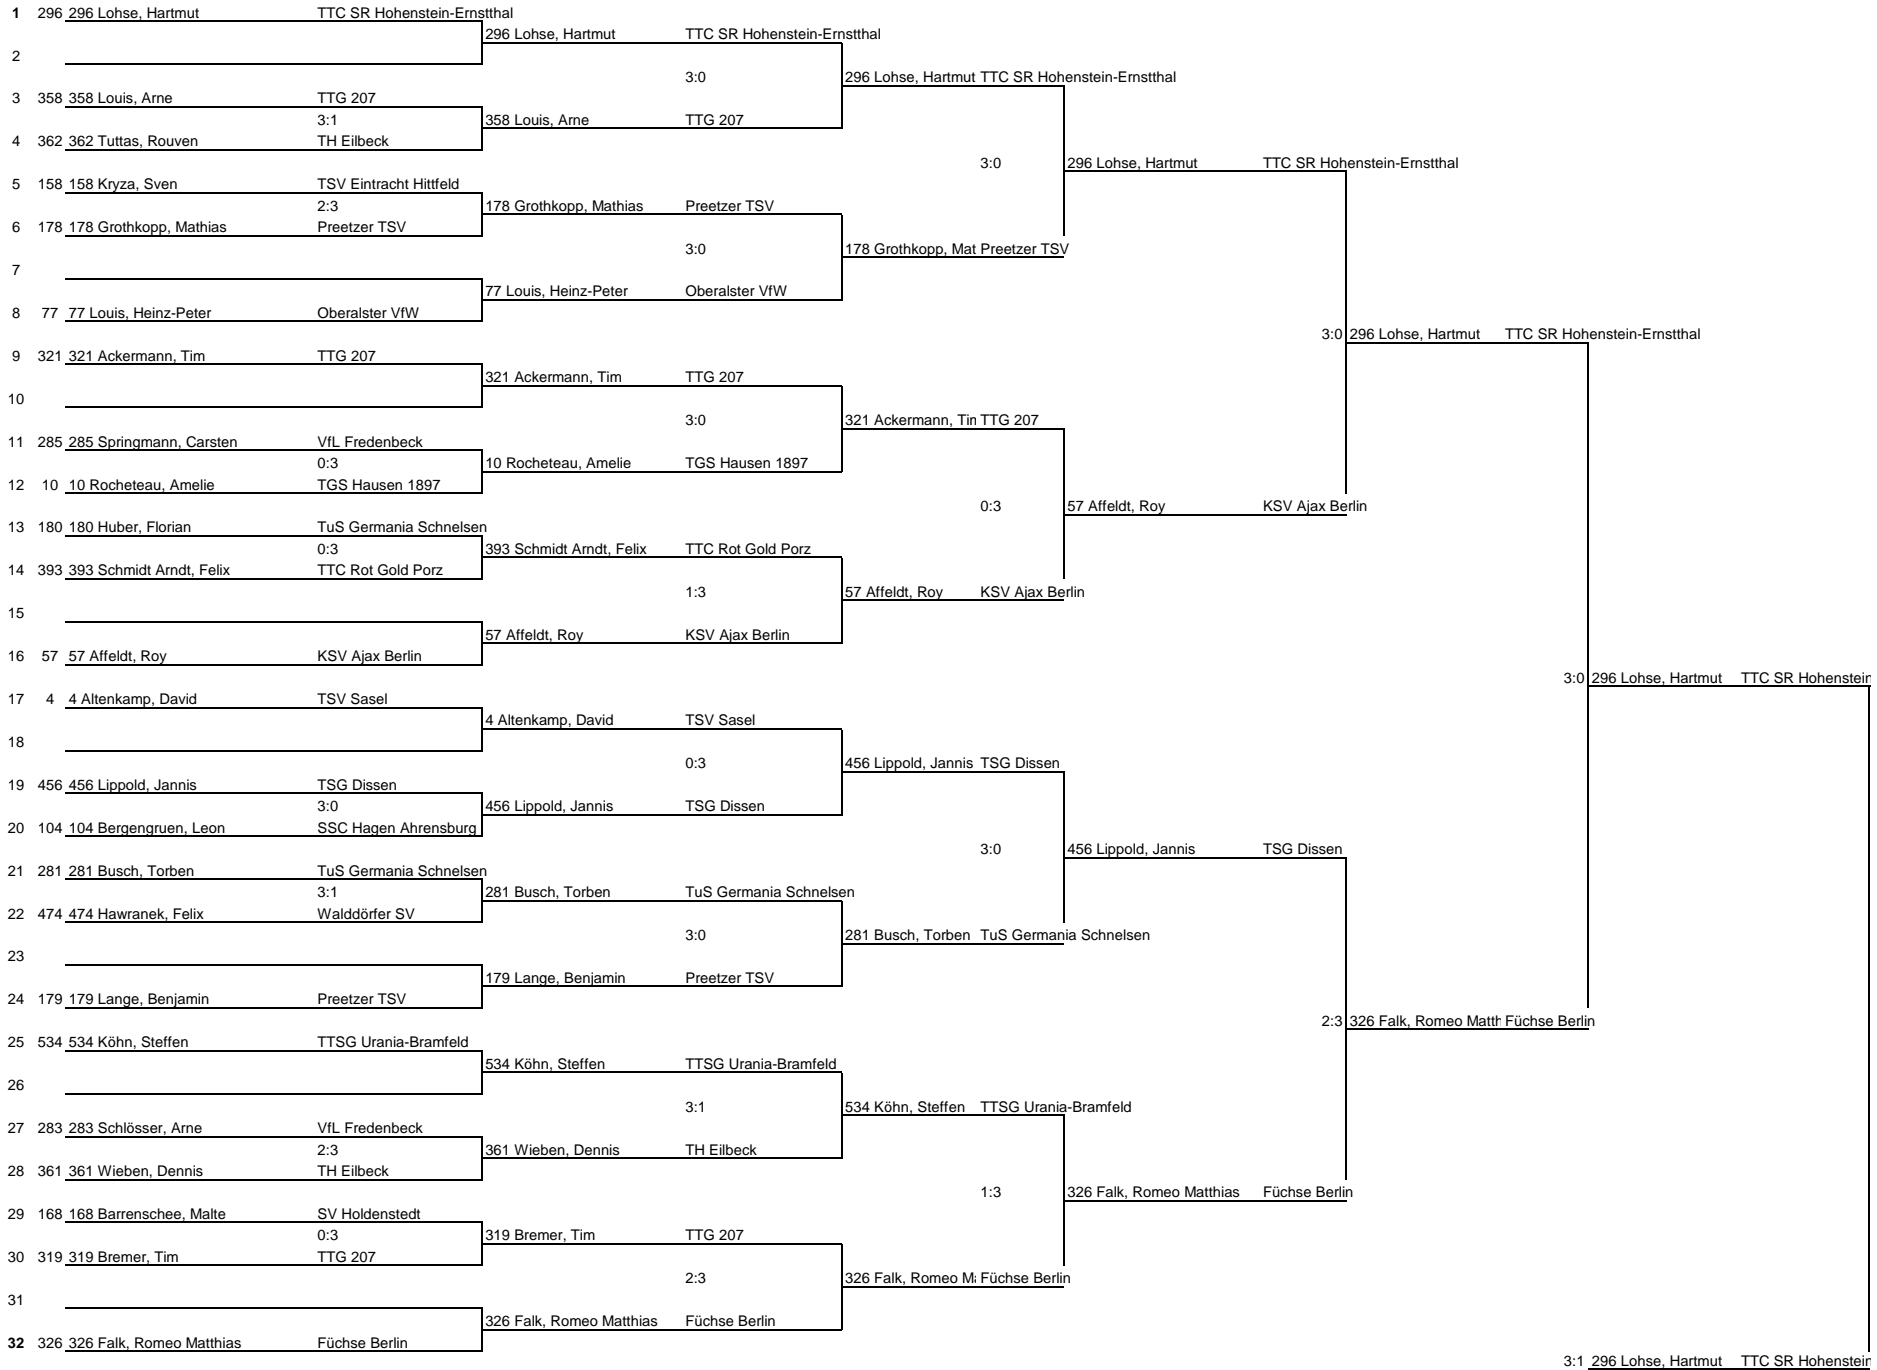 1 296 296 Lohse, Hartmut TTC SR Hohenstein-Ernstthal
296 Lohse, Hartmut TTC SR Hohenstein-Ernstthal
2
3:0 296 Lohse, Hartmut TTC SR Hohenstein-Ernstthal
3 358 358 Louis, Arne TTG 207
3:1 358 Louis, Arne TTG 207
4 362 362 Tuttas, Rouven TH Eilbeck
3:0 296 Lohse, Hartmut TTC SR Hohenstein-Ernstthal
5 158 158 Kryza, Sven TSV Eintracht Hittfeld
2:3 178 Grothkopp, Mathias Preetzer TSV
6 178 178 Grothkopp, Mathias Preetzer TSV
3:0 178 Grothkopp, Mat Preetzer TSV
7
77 Louis, Heinz-Peter Oberalster VfW
8 77 77 Louis, Heinz-Peter Oberalster VfW
3:0 296 Lohse, Hartmut TTC SR Hohenstein-Ernstthal
9 321 321 Ackermann, Tim TTG 207
321 Ackermann, Tim TTG 207
10
3:0 321 Ackermann, Tin TTG 207
11 285 285 Springmann, Carsten VfL Fredenbeck
0:3 10 Rocheteau, Amelie TGS Hausen 1897
12 10 10 Rocheteau, Amelie TGS Hausen 1897
0:3 57 Affeldt, Roy KSV Ajax Berlin
13 180 180 Huber, Florian TuS Germania Schnelsen
0:3 393 Schmidt Arndt, Felix TTC Rot Gold Porz
14 393 393 Schmidt Arndt, Felix TTC Rot Gold Porz
1:3 57 Affeldt, Roy KSV Ajax Berlin
15
57 Affeldt, Roy KSV Ajax Berlin
16 57 57 Affeldt, Roy KSV Ajax Berlin
3:0 296 Lohse, Hartmut TTC SR Hohenstein
17 4 4 Altenkamp, David TSV Sasel
4 Altenkamp, David TSV Sasel
18
0:3 456 Lippold, Jannis TSG Dissen
19 456 456 Lippold, Jannis TSG Dissen
3:0 456 Lippold, Jannis TSG Dissen
20 104 104 Bergengruen, Leon SSC Hagen Ahrensburg
3:0 456 Lippold, Jannis TSG Dissen
21 281 281 Busch, Torben TuS Germania Schnelsen
3:1 281 Busch, Torben TuS Germania Schnelsen
22 474 474 Hawranek, Felix Walddörfer SV
3:0 281 Busch, Torben TuS Germania Schnelsen
23
179 Lange, Benjamin Preetzer TSV
24 179 179 Lange, Benjamin Preetzer TSV
2:3 326 Falk, Romeo Matth Füchse Berlin
25 534 534 Köhn, Steffen TTSG Urania-Bramfeld
534 Köhn, Steffen TTSG Urania-Bramfeld
26
3:1 534 Köhn, Steffen TTSG Urania-Bramfeld
27 283 283 Schlösser, Arne VfL Fredenbeck
2:3 361 Wieben, Dennis TH Eilbeck
28 361 361 Wieben, Dennis TH Eilbeck
1:3 326 Falk, Romeo Matthias Füchse Berlin
29 168 168 Barrenschee, Malte SV Holdenstedt
0:3 319 Bremer, Tim TTG 207
30 319 319 Bremer, Tim TTG 207
2:3 326 Falk, Romeo Ma Füchse Berlin
31
326 Falk, Romeo Matthias Füchse Berlin
32 326 326 Falk, Romeo Matthias Füchse Berlin
3:1 296 Lohse, Hartmut TTC SR Hohenstein